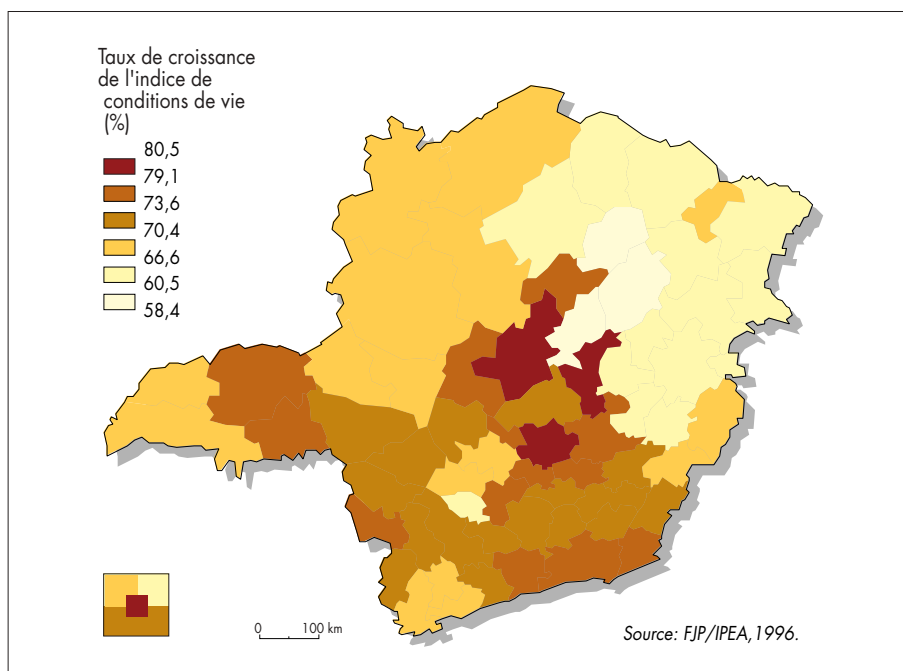 Taux de croissance
de l'indice de
conditions de vie
(%)
80,5
79,1
73,6
70,4
66,6
60,5
58,4
0 100 km
Source: FJP/IPEA,1996.